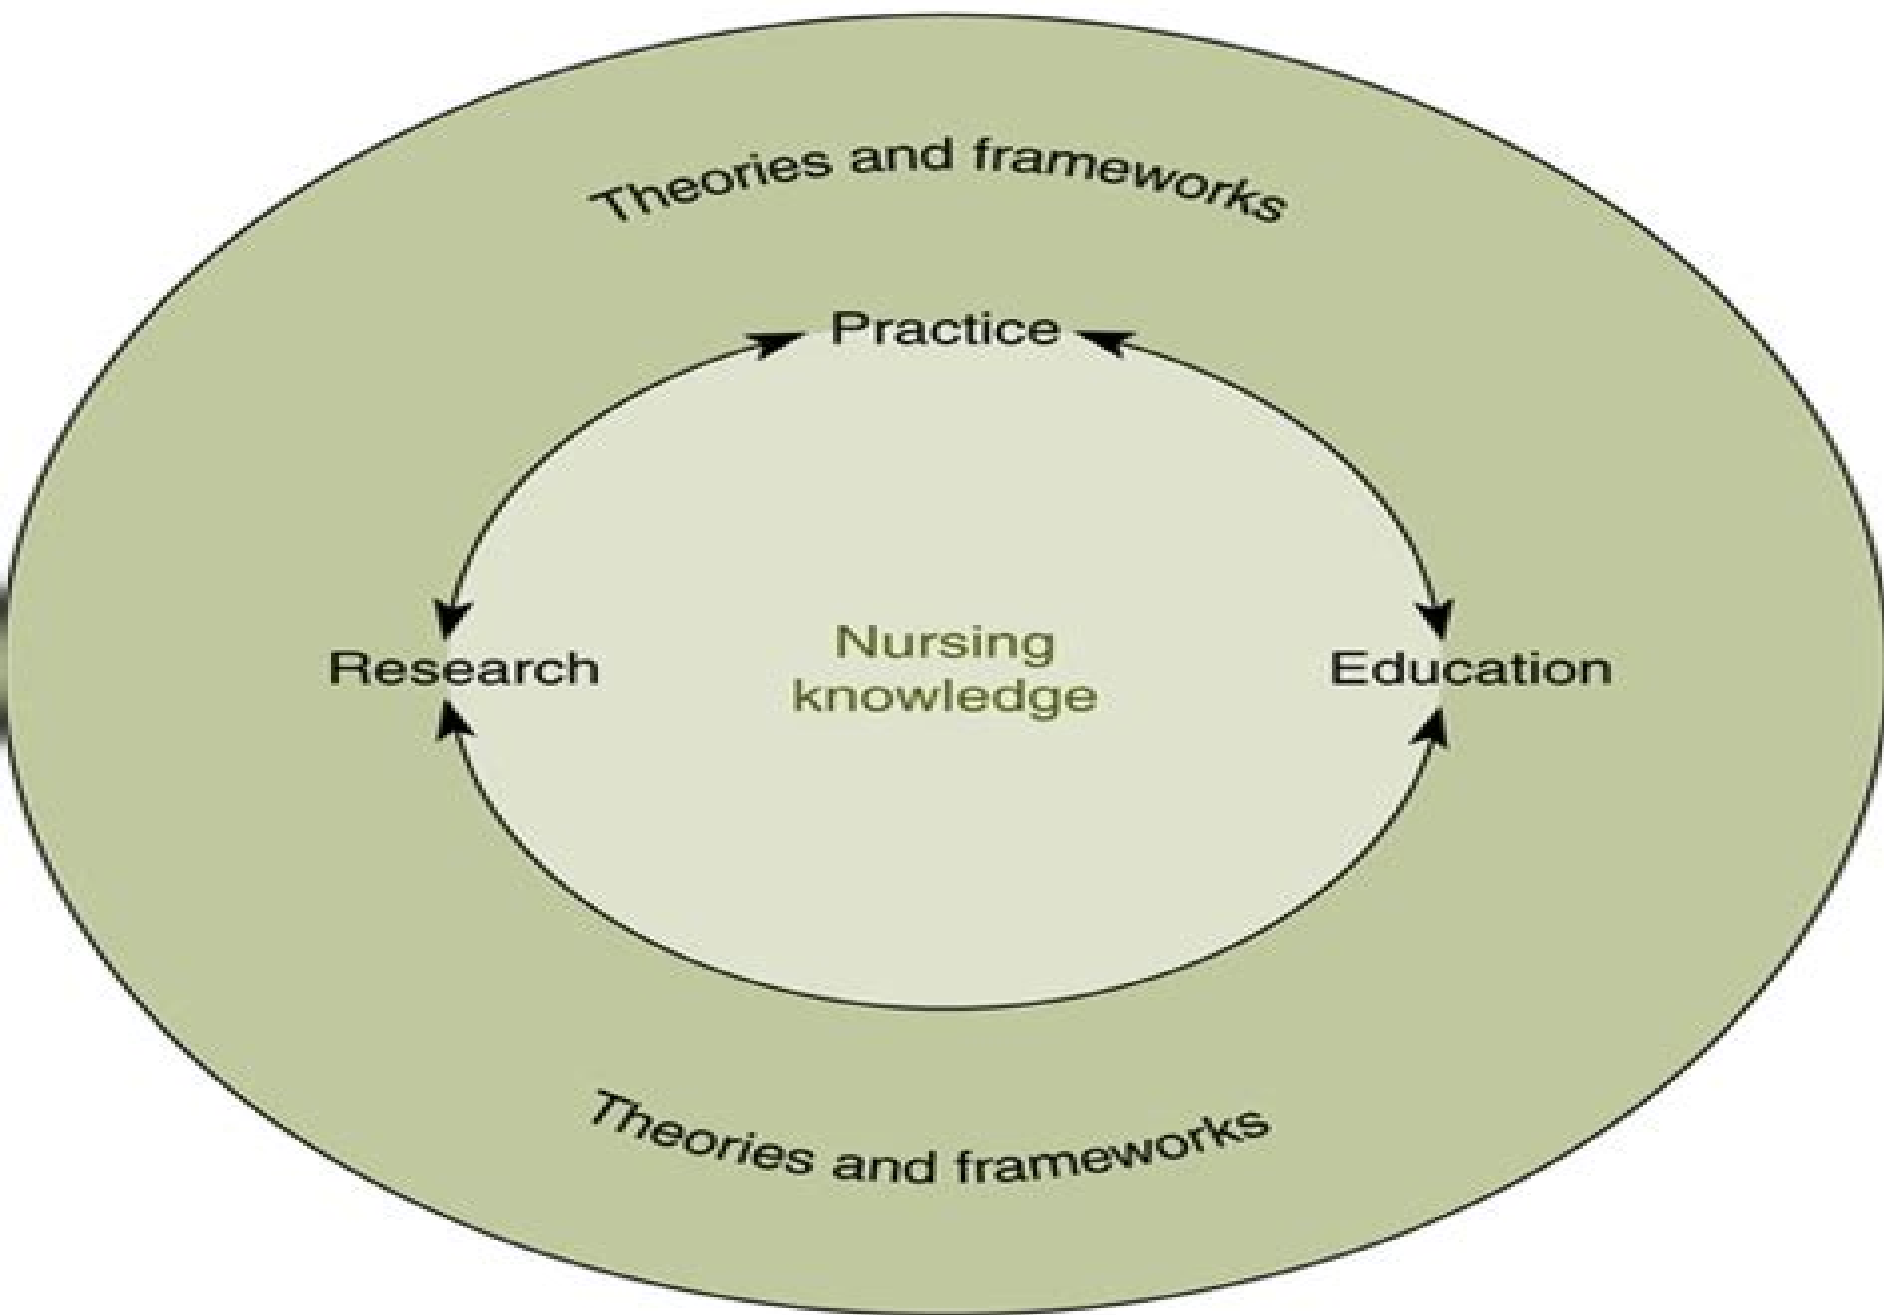 Theories and frameworks
Practice
Research
Nursing
knowledge
Education
Theories and frameworks